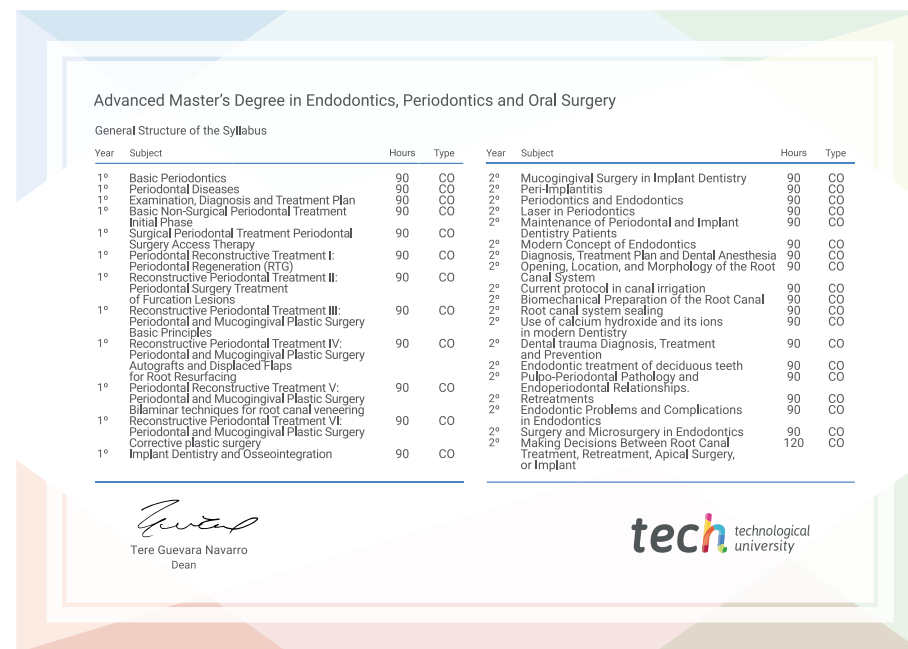 Advanced Master's Degree in Endodontics, Periodontics and Oral Surgery
General Structure of the Syllabus
Year Subject Hours Type
1º Basic Periodontics 90 CO
1º Periodontal Diseases 90 CO
1º Examination, Diagnosis and Treatment Plan 90 CO
1º Basic Non-Surgical Periodontal Treatment 90 CO
Initial Phase
1º Surgical Periodontal Treatment Periodontal 90 CO
Surgery Access Therapy
1º Periodontal Reconstructive Treatment I: 90 CO
Periodontal Regeneration (RTG)
1º Reconstructive Periodontal Treatment II: 90 CO
Periodontal Surgery Treatment
of Furcation Lesions
1º Reconstructive Periodontal Treatment III: 90 CO
Periodontal and Mucogingival Plastic Surgery
Basic Principles
1º Reconstructive Periodontal Treatment IV: 90 CO
Periodontal and Mucogingival Plastic Surgery
Autografts and Displaced Flaps
for Root Resurfacing
1º Periodontal Reconstructive Treatment V: 90 CO
Periodontal and Mucogingival Plastic Surgery
Bilaminar techniques for root canal veneering
1º Reconstructive Periodontal Treatment VI: 90 CO
Periodontal and Mucogingival Plastic Surgery
Corrective plastic surgery
1º Implant Dentistry and Osseointegration 90 CO
Year Subject Hours Type
2º Mucogingival Surgery in Implant Dentistry 90 CO
2º Peri-Implantitis 90 CO
2º Periodontics and Endodontics 90 CO
2º Laser in Periodontics 90 CO
2º Maintenance of Periodontal and Implant 90 CO
Dentistry Patients
2º Modern Concept of Endodontics 90 CO
2º Diagnosis, Treatment Plan and Dental Anesthesia 90 CO
2º Opening, Location, and Morphology of the Root 90 CO
Canal System
2º Current protocol in canal irrigation 90 CO
2º Biomechanical Preparation of the Root Canal 90 CO
2º Root canal system sealing 90 CO
2º Use of calcium hydroxide and its ions 90 CO
in modern Dentistry
2º Dental trauma Diagnosis, Treatment 90 CO
and Prevention
2º Endodontic treatment of deciduous teeth 90 CO
2º Pulpo-Periodontal Pathology and 90 CO
Endoperiodontal Relationships.
2º Retreatments 90 CO
2º Endodontic Problems and Complications 90 CO
in Endodontics
2º Surgery and Microsurgery in Endodontics 90 CO
2º Making Decisions Between Root Canal 120 CO
Treatment, Retreatment, Apical Surgery,
or Implant
Tere Guevara Navarro
Dean
tech technological
university